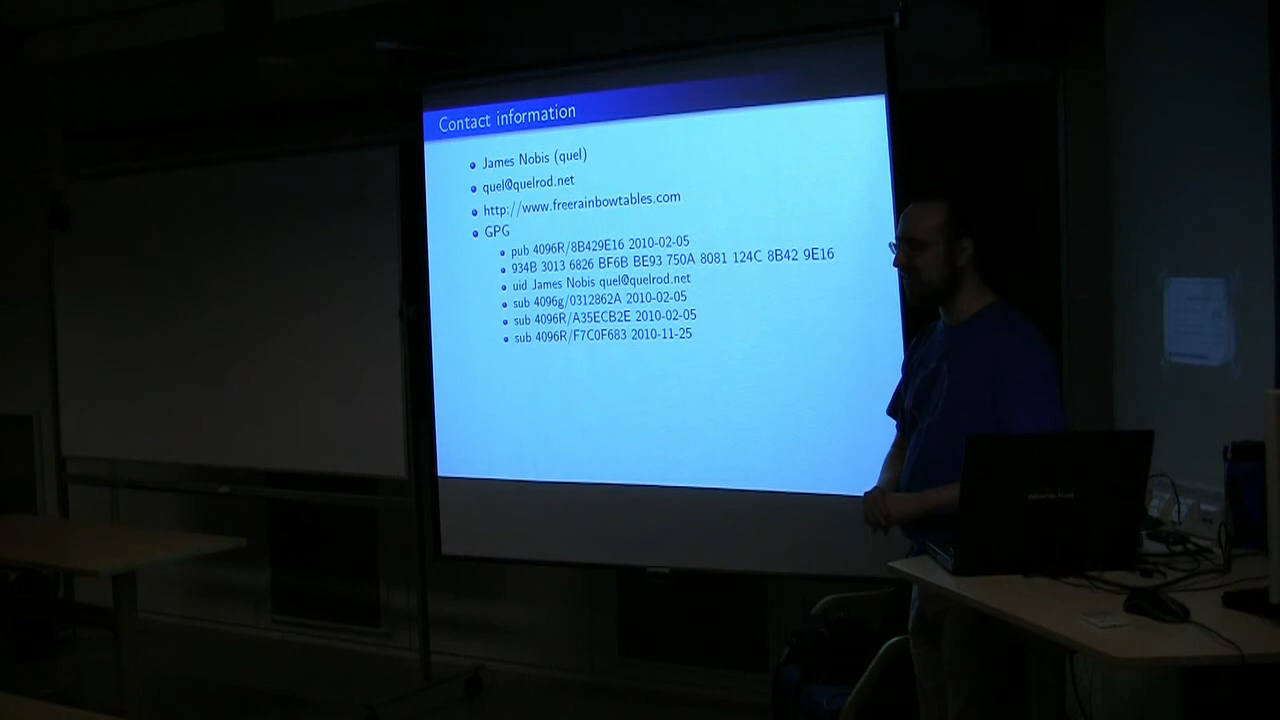 Contact information
James Nobis (quel)
quel@quelrod.net
http://www.freerainbowtables.com
GPG
pub 4096R/8B429E16 2010-02-05
934B 3013 6826 BF6B BE93 750A 8081 124C 8B42 9E16
uid James Nobis quel@quelrod.net
sub 4096g/0312862A 2010-02-05
sub 4096R/A35ECB2E 2010-02-05
sub 4096R/F7C0F683 2010-11-25